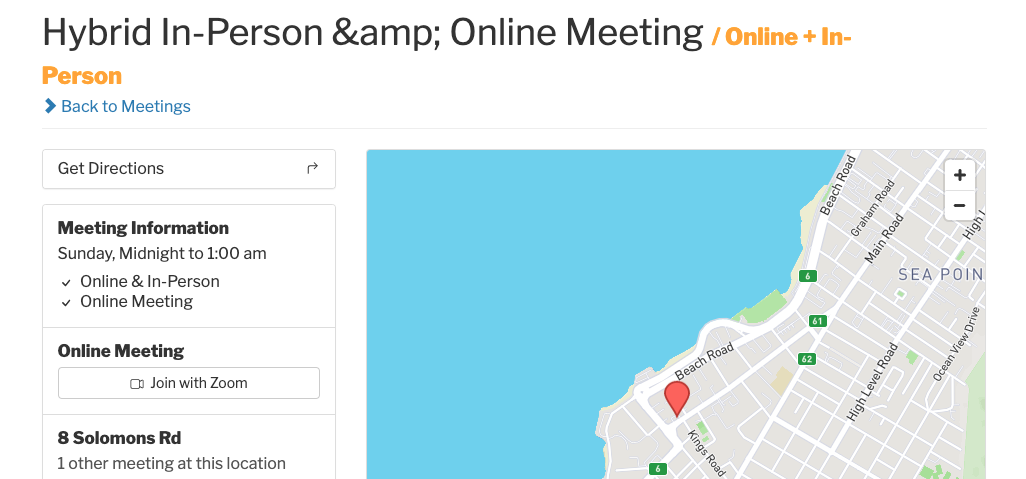 Hybrid In-Person &amp; Online Meeting / Online + In-
Person
Back to Meetings
Get Directions
Meeting Information
Sunday, Midnight to 1:00 am
Online & In-Person
Online Meeting
Online Meeting
Join with Zoom
8 Solomons Rd
1 other meeting at this location
+
−
Beach Road
Graham Road
Main Road
High L
SEA POIN
6
61
62
Beach Road
Ocean View Drive
High Level Road
Kings Road
6